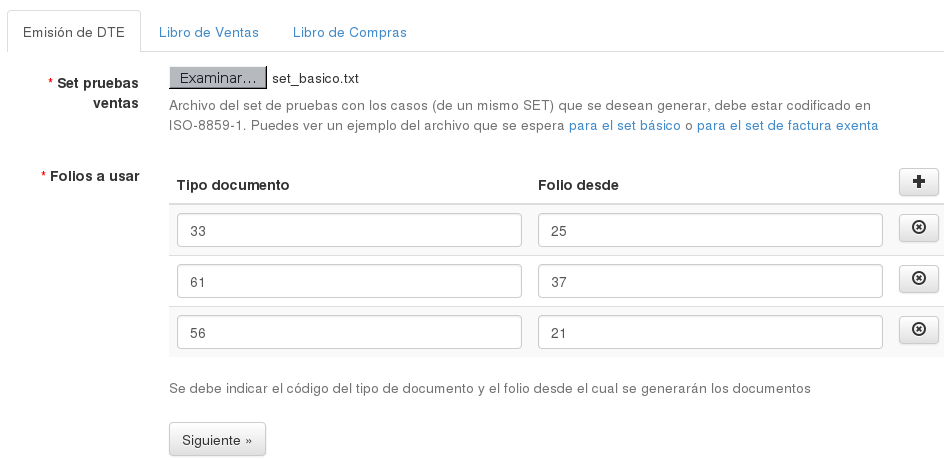 Emisión de DTE Libro de Ventas Libro de Compras
* Set pruebas ventas
Examinar... set_basico.txt
Archivo del set de pruebas con los casos (de un mismo SET) que se desean generar, debe estar codificado en
ISO-8859-1. Puedes ver un ejemplo del archivo que se espera para el set básico o para el set de factura exenta
* Folios a usar
Tipo documento Folio desde
33 25
61 37
56 21
Se debe indicar el código del tipo de documento y el folio desde el cual se generarán los documentos
Siguiente »